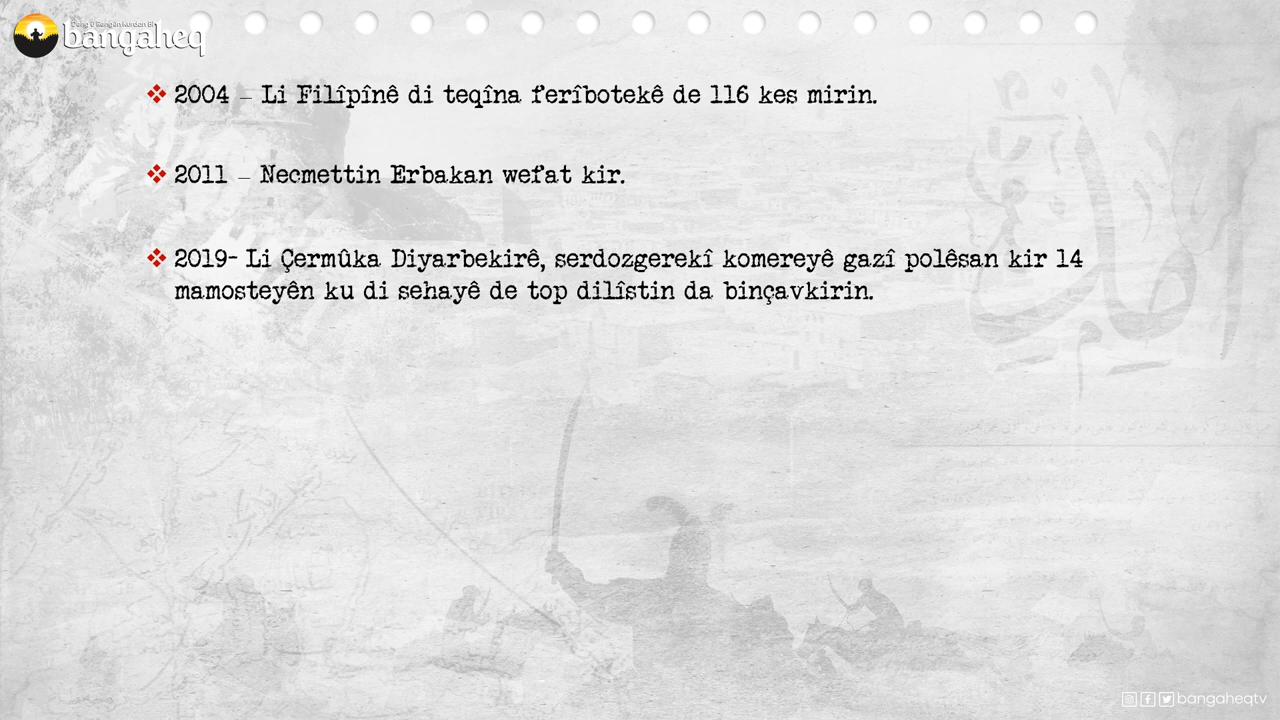 bangaheq
2004 – Li Filîpînê di teqîna ferîbotekê de 116 kes mirin.
2011 – Necmettin Erbakan wefat kir.
2019- Li Çermûka Diyarbekirê, serdozgerekî komereyê gazî polêsan kir 14
mamosteyên ku di sehayê de top dilîstin da binçavkirin.
bangaheqtv